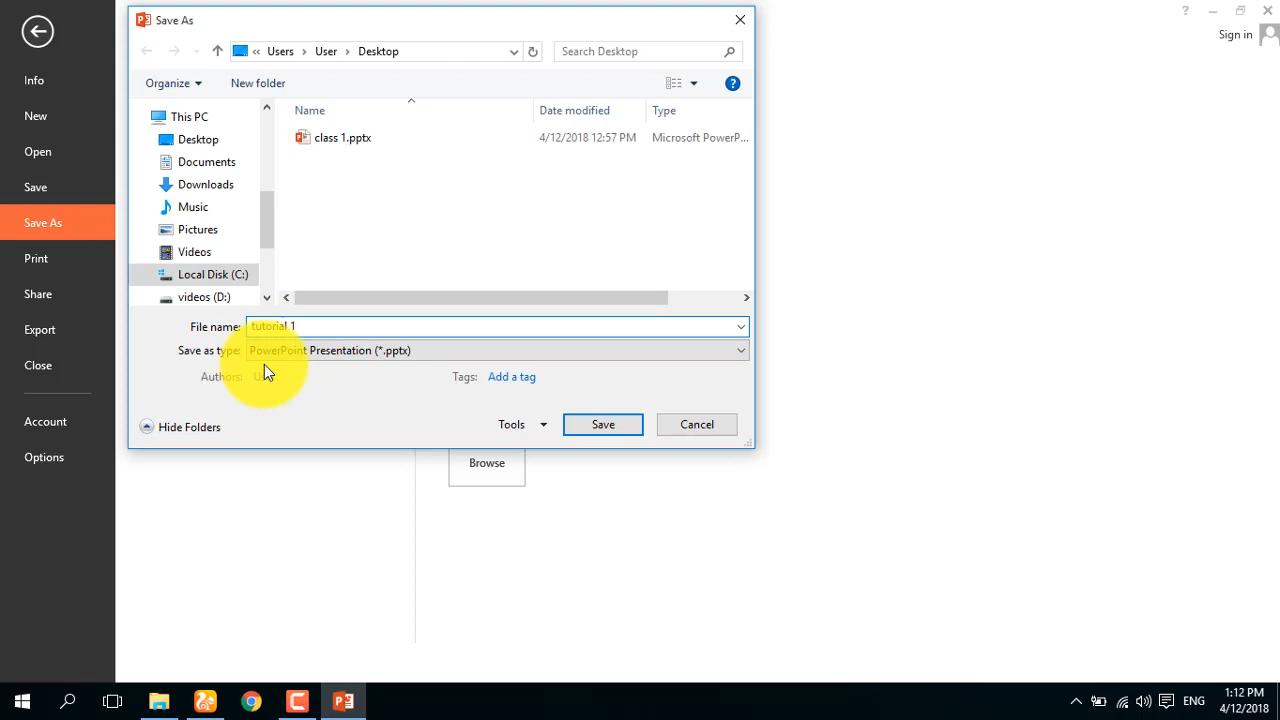 Save As
?
Sign in
« Users › User › Desktop
Search Desktop
Organize
New folder
?
Info
New
Open
Save
Save As
Print
Share
Export
Close
Account
Options
This PC
Desktop
Documents
Downloads
Music
Pictures
Videos
Local Disk (C:)
videos (D:)
Name Date modified Type
class 1.pptx 4/12/2018 12:57 PM Microsoft PowerP...
File name: tutorial 1
Save as type: PowerPoint Presentation (*.pptx)
Authors:
Tags: Add a tag
Hide Folders
Tools
Save
Cancel
Browse
ENG
1:12 PM
4/12/2018